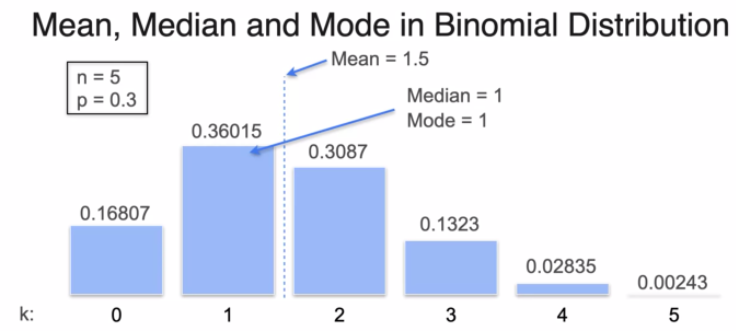 Mean, Median and Mode in Binomial Distribution
Mean = 1.5
n = 5
p = 0.3
Median = 1
Mode = 1
0.36015
0.3087
0.16807
0.1323
0.02835
0.00243
k: 0 1 2 3 4 5